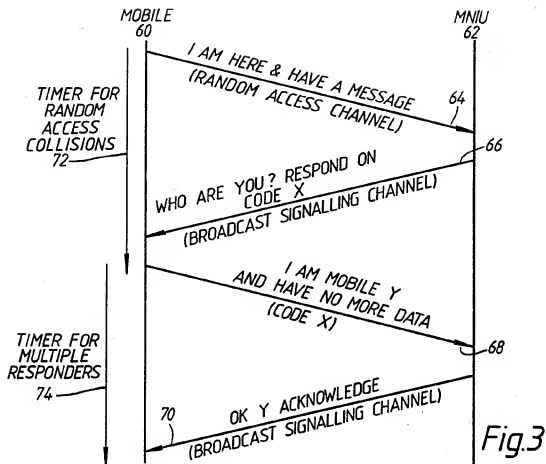 MOBILE
60
MNIU
62
I AM HERE & HAVE A MESSAGE
(RANDOM ACCESS CHANNEL)
64
TIMER FOR
RANDOM
ACCESS
COLLISIONS
72
66
WHO ARE YOU? RESPOND ON
CODE X
(BROADCAST SIGNALLING CHANNEL)
I AM MOBILE Y
AND HAVE NO MORE DATA
(CODE X)
68
TIMER FOR
MULTIPLE
RESPONDERS
74
70
OK Y ACKNOWLEDGE
(BROADCAST SIGNALLING CHANNEL)
Fig.3